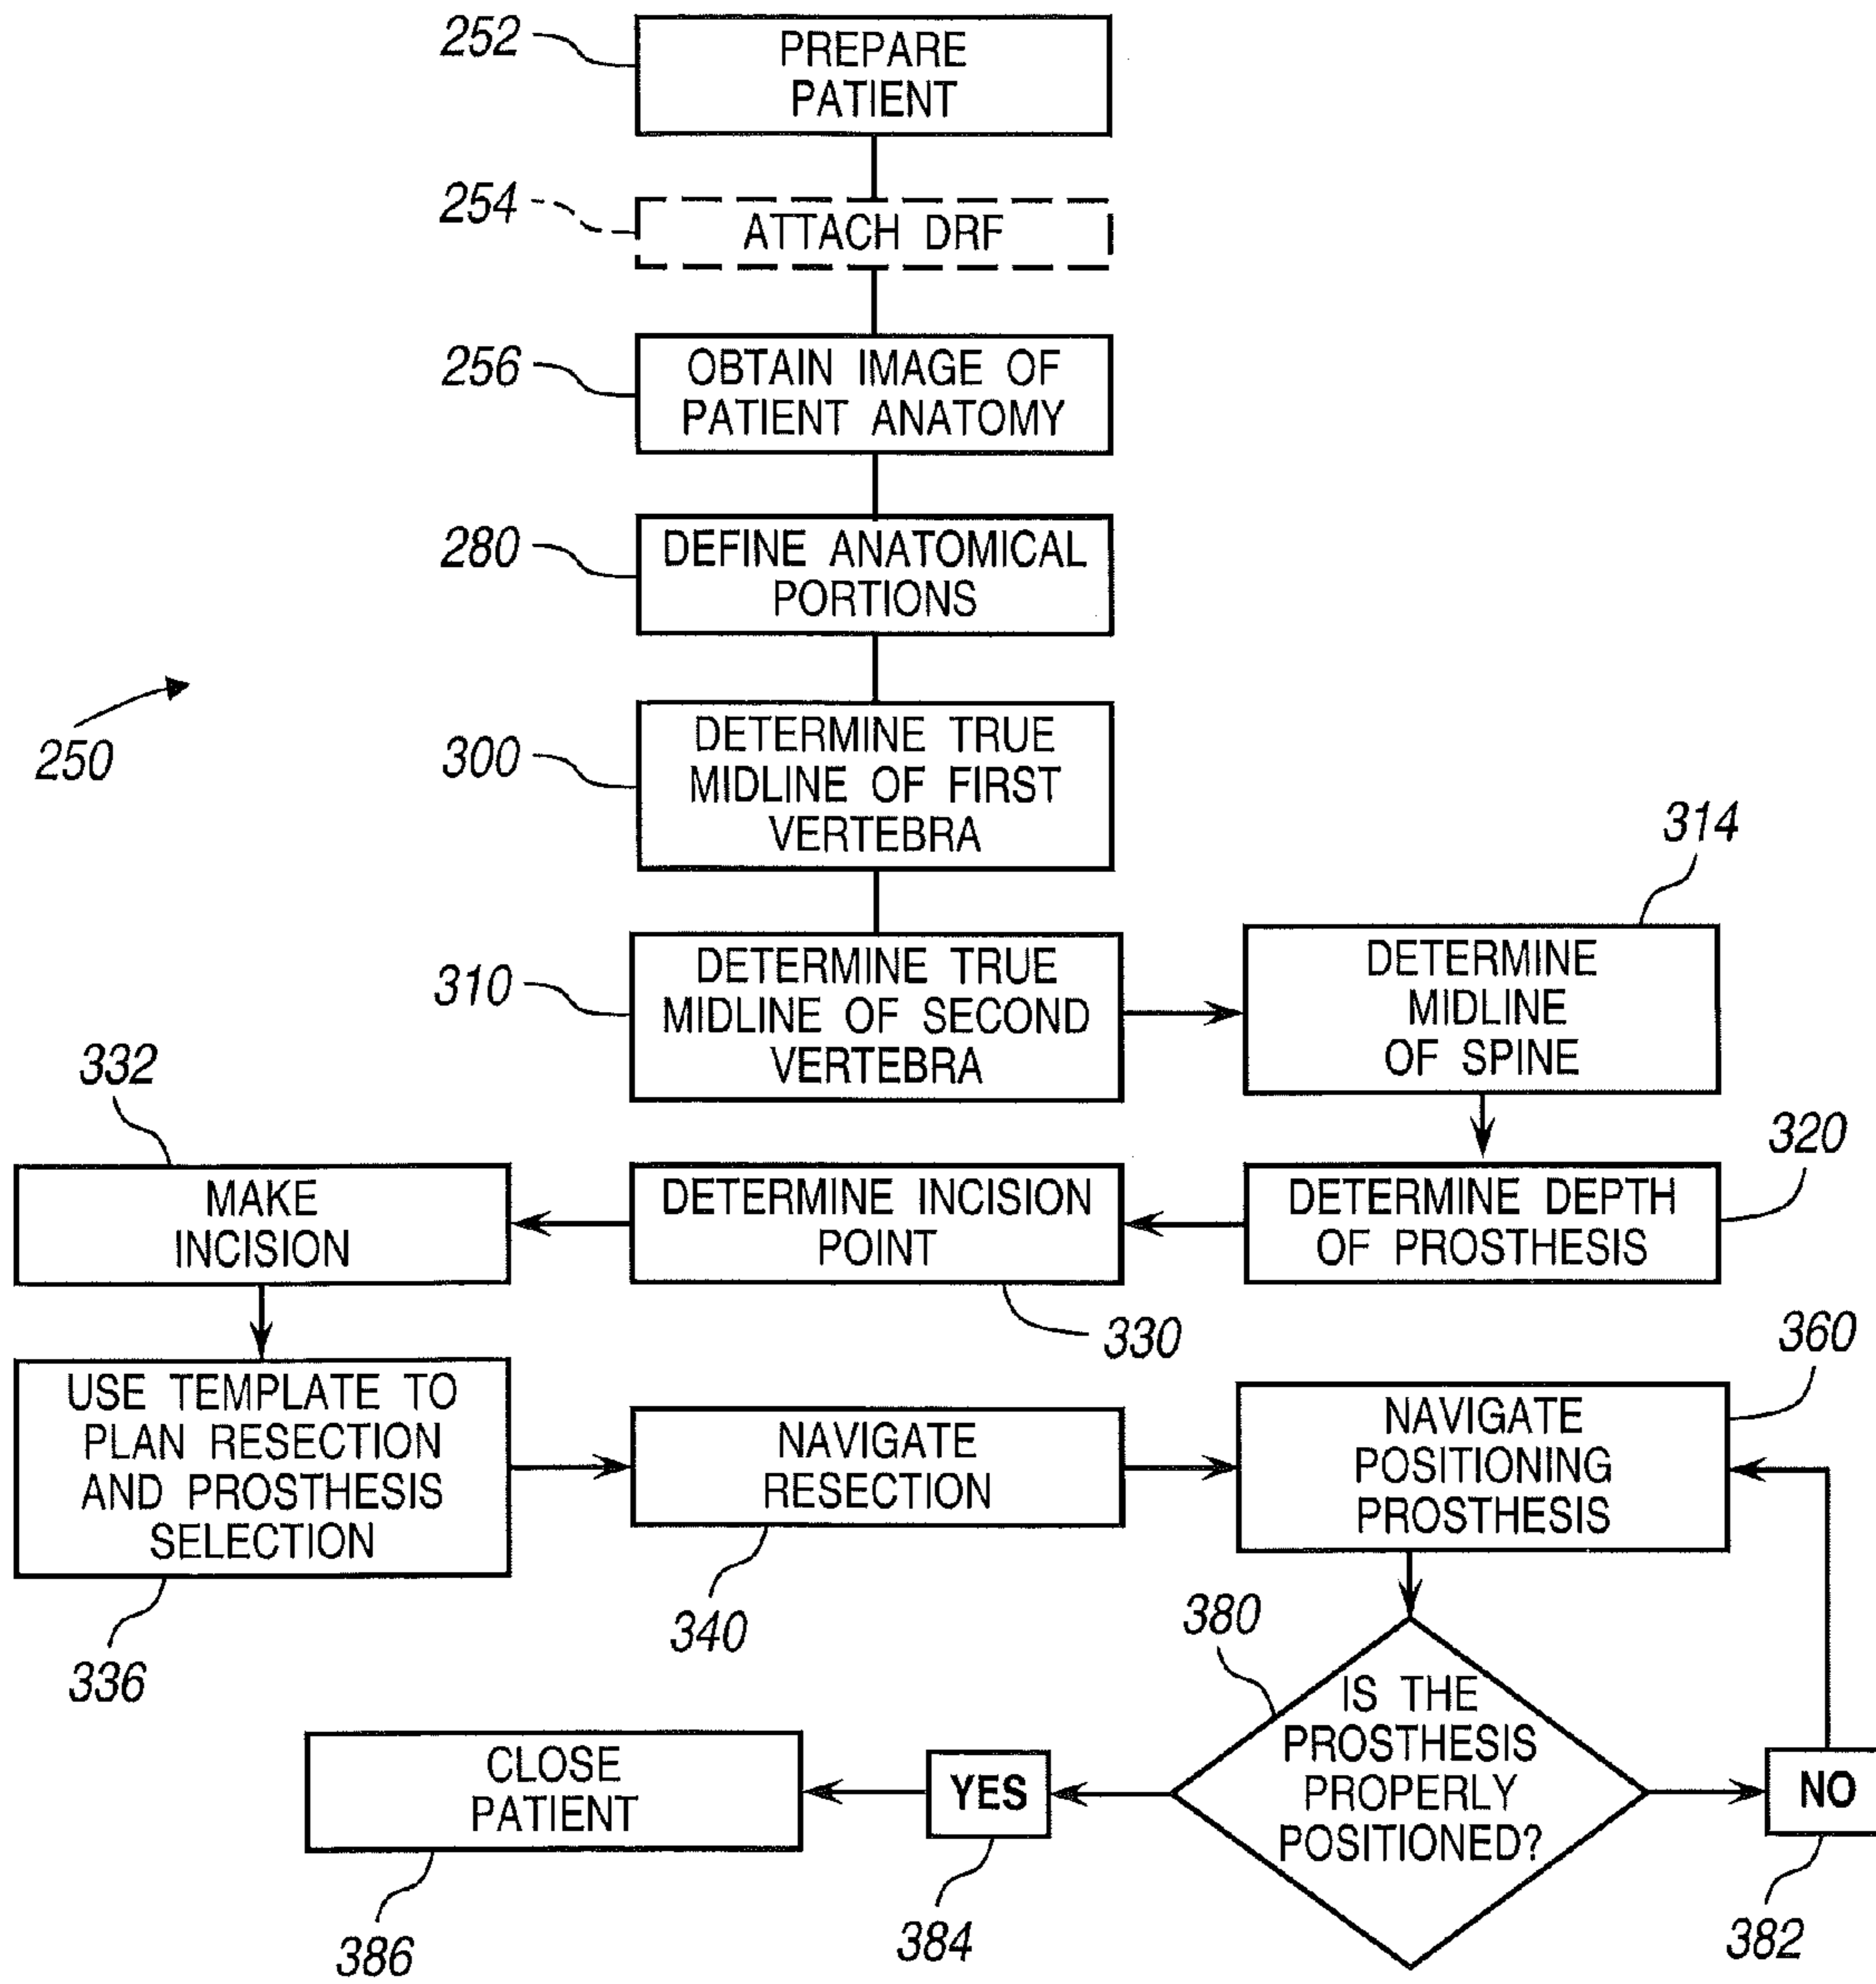 252
PREPARE
PATIENT
254
ATTACH DRF
256
OBTAIN IMAGE OF
PATIENT ANATOMY
280
DEFINE ANATOMICAL
PORTIONS
250
300
DETERMINE TRUE
MIDLINE OF FIRST
VERTEBRA
310
DETERMINE TRUE
MIDLINE OF SECOND
VERTEBRA
314
DETERMINE
MIDLINE
OF SPINE
320
DETERMINE DEPTH
OF PROSTHESIS
DETERMINE INCISION
POINT
330
332
MAKE
INCISION
USE TEMPLATE TO
PLAN RESECTION
AND PROSTHESIS
SELECTION
336
NAVIGATE
RESECTION
340
360
NAVIGATE
POSITIONING
PROSTHESIS
380
IS THE
PROSTHESIS
PROPERLY
POSITIONED?
NO
382
YES
384
CLOSE
PATIENT
386